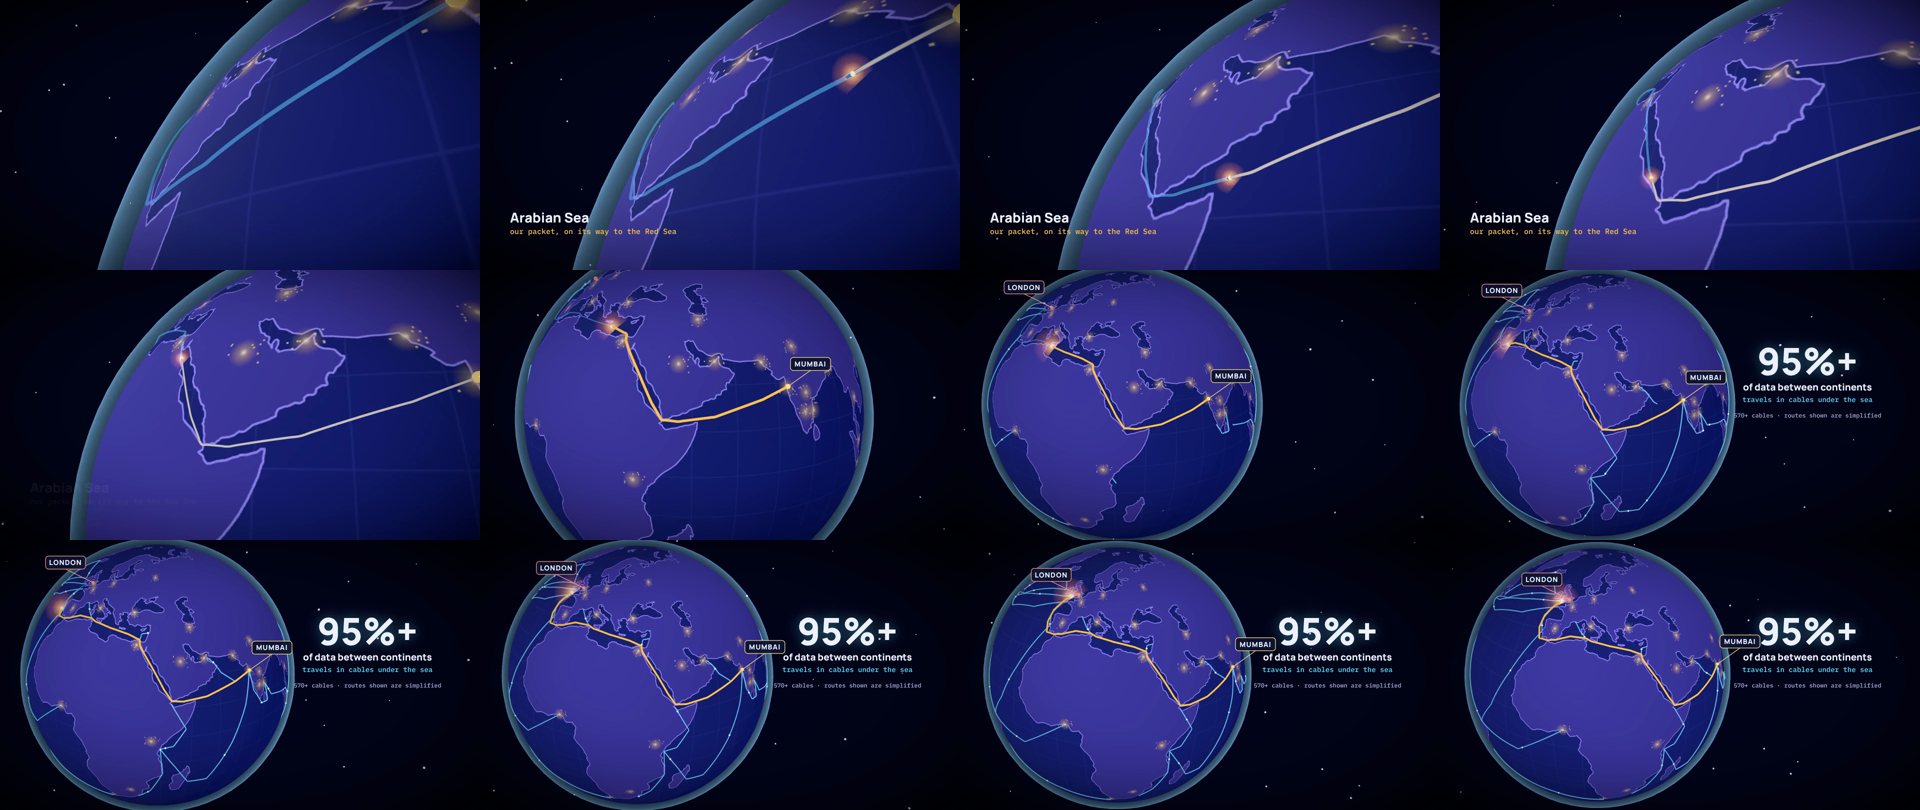 Arabian Sea
our packet, on its way to the Red Sea
Arabian Sea
our packet, on its way to the Red Sea
Arabian Sea
our packet, on its way to the Red Sea
Arabian Sea
MUMBAI
LONDON
MUMBAI
LONDON
MUMBAI
95%+
of data between continents
travels in cables under the sea
570+ cables · routes shown are simplified
LONDON
MUMBAI
95%+
of data between continents
travels in cables under the sea
570+ cables · routes shown are simplified
LONDON
MUMBAI
95%+
of data between continents
travels in cables under the sea
570+ cables · routes shown are simplified
LONDON
MUMBAI
95%+
of data between continents
travels in cables under the sea
570+ cables · routes shown are simplified
LONDON
MUMBAI
95%+
of data between continents
travels in cables under the sea
570+ cables · routes shown are simplified